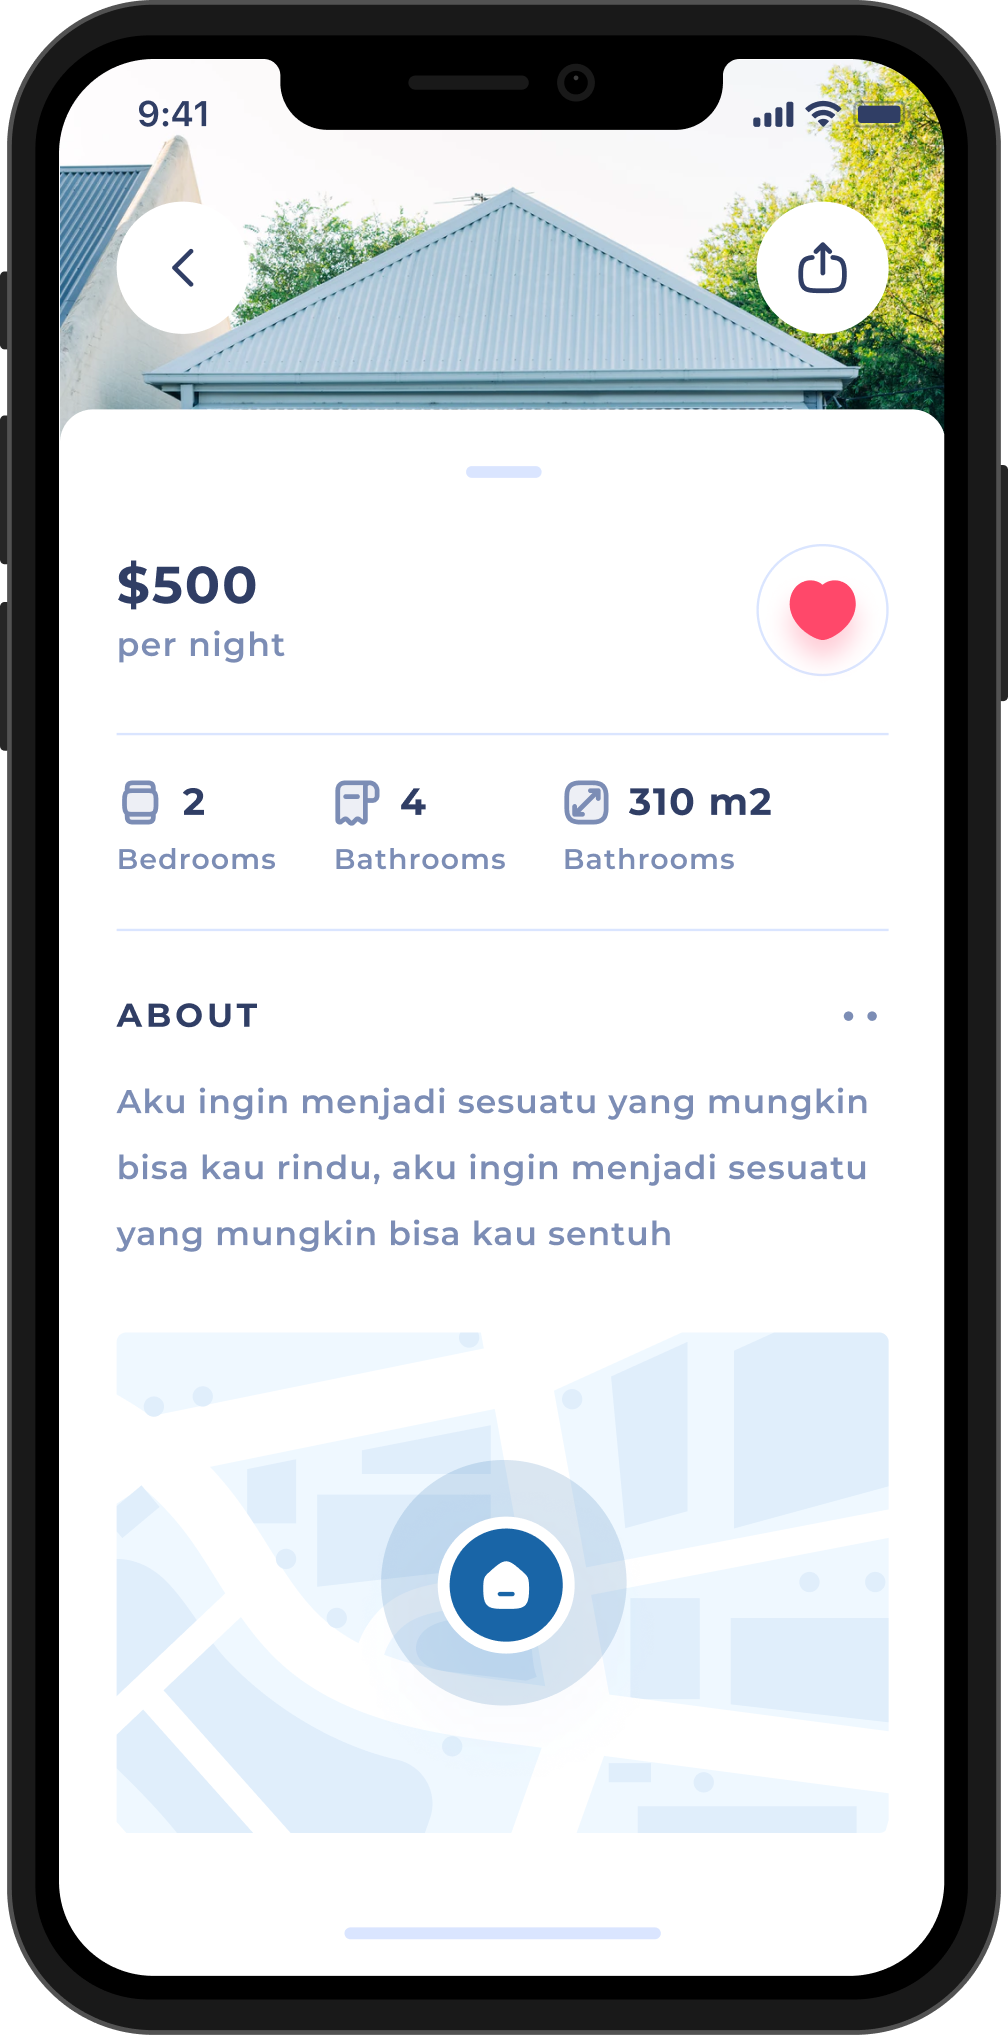 9:41
$500
per night
2
4
310 m2
Bedrooms
Bathrooms
Bathrooms
ABOUT
Aku ingin menjadi sesuatu yang mungkin
bisa kau rindu, aku ingin menjadi sesuatu
yang mungkin bisa kau sentuh